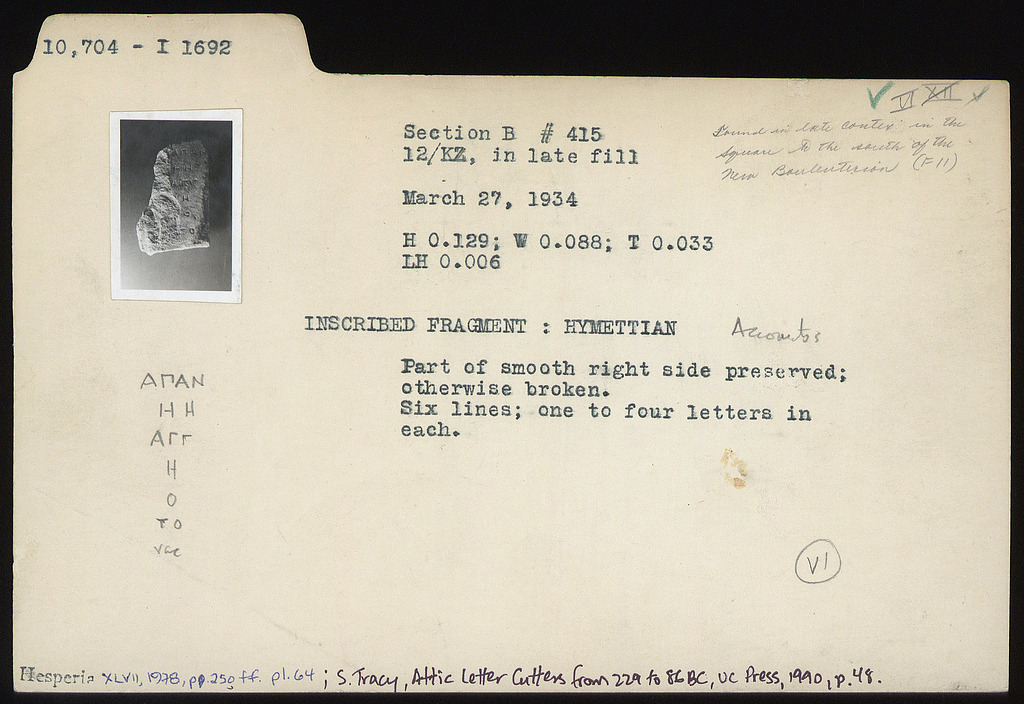 10,704 - I 1692
VI XII
Found in late context in the
square to the south of the
New Bouleuterion (F 11)
Section B # 415
12/KZ, in late fill
March 27, 1934
H 0.129; W 0.088; T 0.033
LH 0.006
INSCRIBED FRAGMENT : HYMETTIAN
Part of smooth right side preserved;
otherwise broken.
Six lines; one to four letters in
each.
ΑΠΑΝ
Η Η
ΑΓΓ
Η
Ο
ΤΟ
vac
VI
Hesperia XLVII, 1978, pp. 250 ff. pl. 64 ; S. Tracy, Attic Letter Cutters from 229 to 86 BC, UC Press, 1990, p. 48.